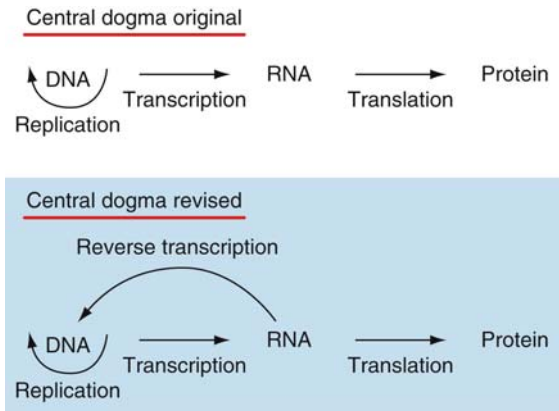 Central dogma original
DNA RNA Protein
Transcription Translation
Replication
Central dogma revised
Reverse transcription
DNA RNA Protein
Transcription Translation
Replication